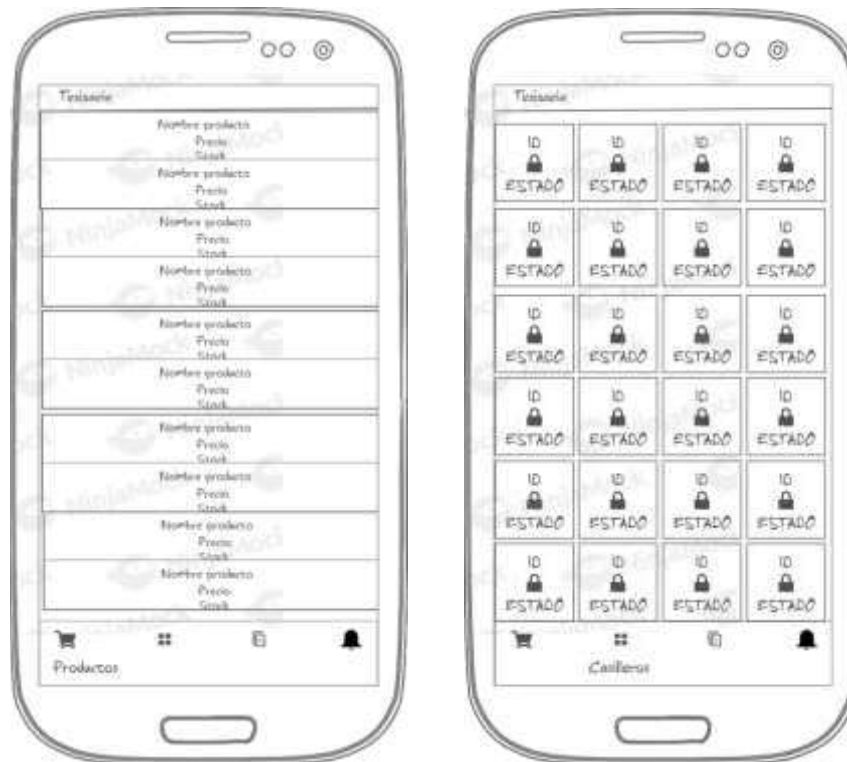 Nombre producto
Precio
Stock
Nombre producto
Precio
Stock
Nombre producto
Precio
Stock
Nombre producto
Precio
Stock
Nombre producto
Precio
Stock
Nombre producto
Precio
Stock
Nombre producto
Precio
Stock
Nombre producto
Precio
Stock
Nombre producto
Precio
Stock
Nombre producto
Precio
Stock
Productos
ID ID ID ID
ESTADO ESTADO ESTADO ESTADO
ID ID ID ID
ESTADO ESTADO ESTADO ESTADO
ID ID ID ID
ESTADO ESTADO ESTADO ESTADO
ID ID ID ID
ESTADO ESTADO ESTADO ESTADO
ID ID ID ID
ESTADO ESTADO ESTADO ESTADO
ID ID ID ID
ESTADO ESTADO ESTADO ESTADO
Casilleros
NinjaMock